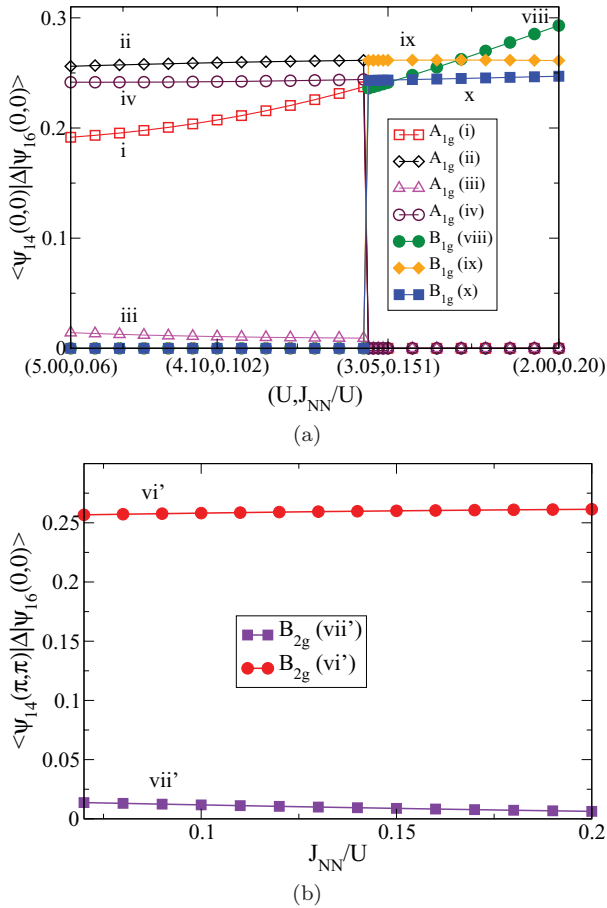 0.3
0.2
0.1
0
<ψ14(0,0)|Δ|ψ16(0,0)>
ii
iv
i
iii
ix
viii
x
A1g (i)
A1g (ii)
A1g (iii)
A1g (iv)
B1g (viii)
B1g (ix)
B1g (x)
(5.00,0.06) (4.10,0.102) (3.05,0.151) (2.00,0.20)
(U,JNN/U)
(a)
vi'
0.25
0.2
0.15
0.1
0.05
0
<ψ14(π,π)|Δ|ψ16(0,0)>
B2g (vii')
B2g (vi')
vii'
0.1 0.15 0.2
JNN/U
(b)